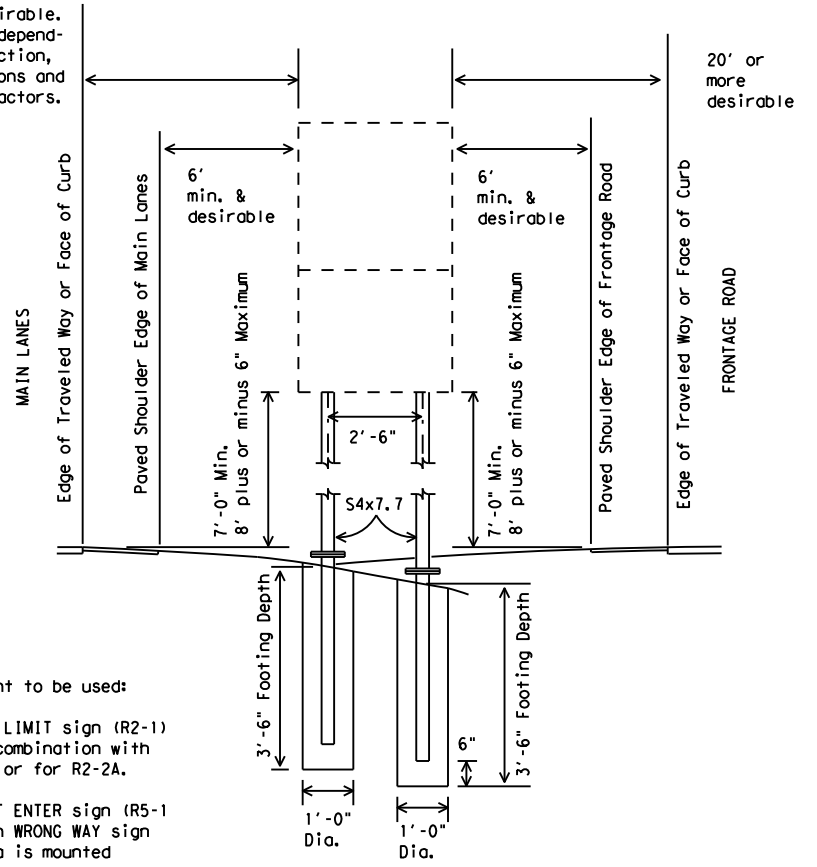 irable.
depend-
ction,
ons and
actors.
20' or
more
desirable
6'
min. &
desirable
6'
min. &
desirable
MAIN LANES
Edge of Traveled Way or Face of Curb
Paved Shoulder Edge of Main Lanes
7'-0" Min.
8' plus or minus 6" Maximum
7'-0" Min.
8' plus or minus 6" Maximum
Paved Shoulder Edge of Frontage Road
Edge of Traveled Way or Face of Curb
FRONTAGE ROAD
2'-6"
S4x7.7
3'-6" Footing Depth
3'-6" Footing Depth
6"
1'-0"
Dia.
1'-0"
Dia.
nt to be used:
LIMIT sign (R2-1)
combination with
or for R2-2A.
T ENTER sign (R5-1
n WRONG WAY sign
a is mounted